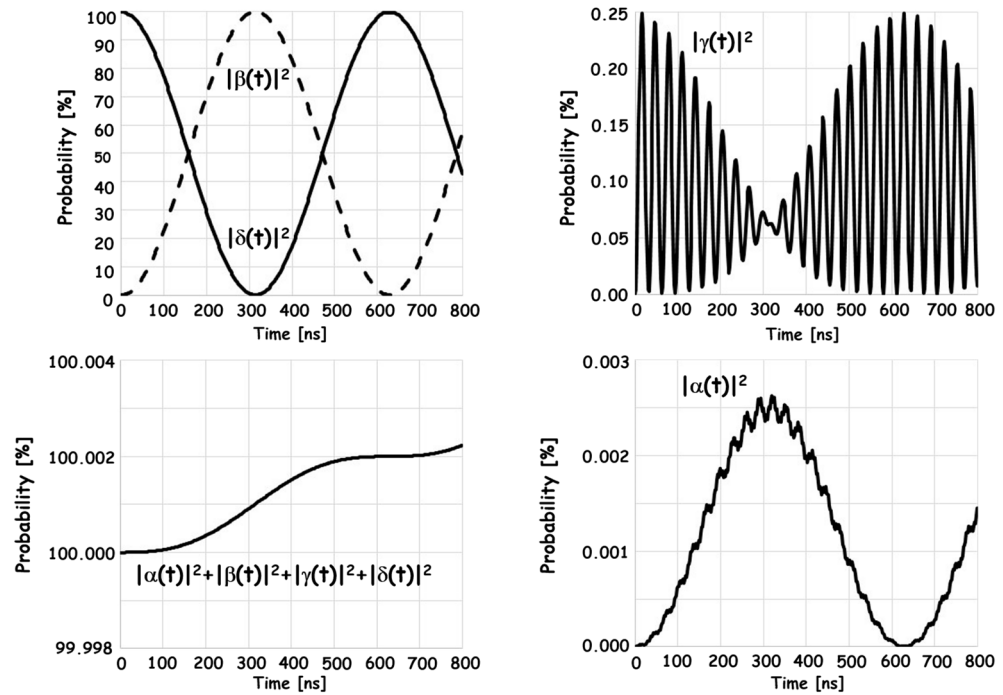 100
90
80
70
60
50
40
30
20
10
0
Probability [%]
|β(t)|²
|δ(t)|²
0 100 200 300 400 500 600 700 800
Time [ns]
0.25
0.20
0.15
0.10
0.05
0.00
Probability [%]
|γ(t)|²
0 100 200 300 400 500 600 700 800
Time [ns]
100.004
100.002
100.000
99.998
Probability [%]
|α(t)|²+|β(t)|²+|γ(t)|²+|δ(t)|²
0 100 200 300 400 500 600 700 800
Time [ns]
0.003
0.002
0.001
0.000
Probability [%]
|α(t)|²
0 100 200 300 400 500 600 700 800
Time [ns]